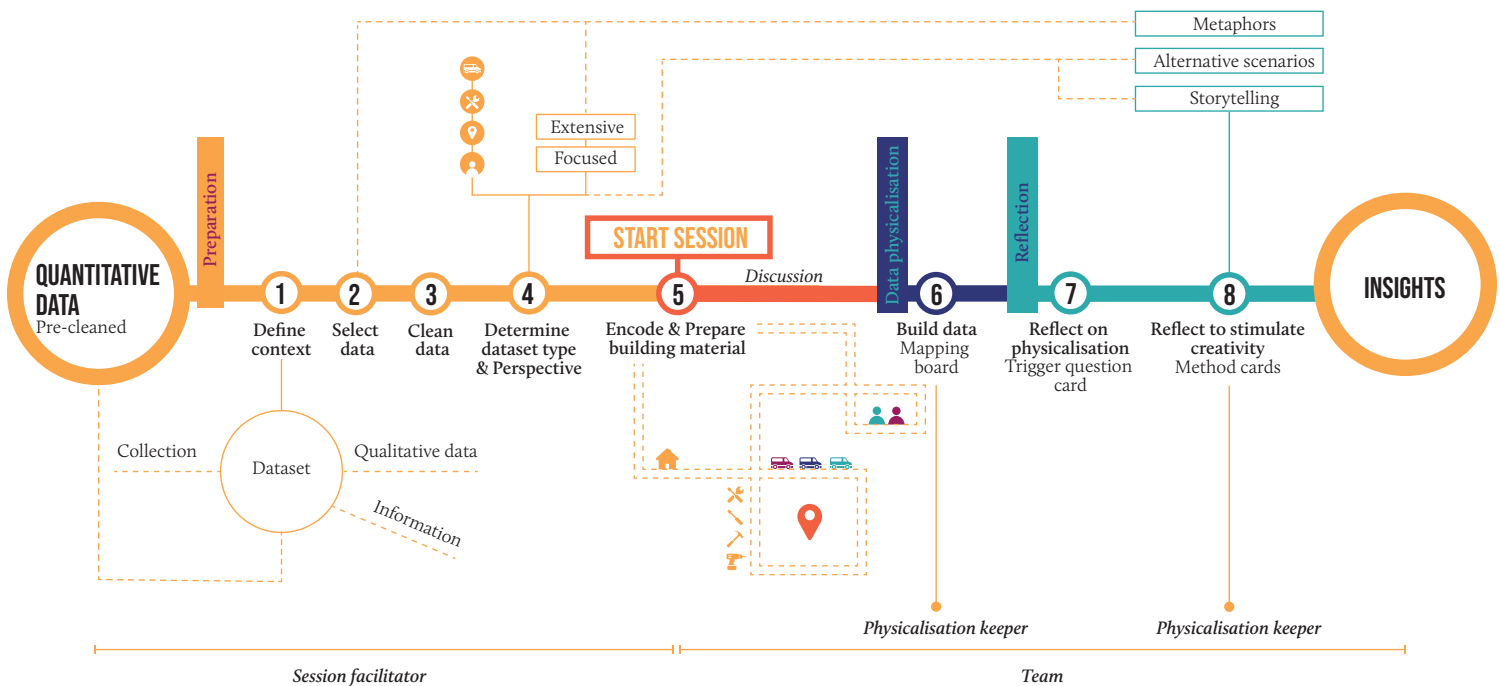 Metaphors
Alternative scenarios
Storytelling
Extensive
Focused
Preparation
Data physicalisation
Reflection
START SESSION
Discussion
QUANTITATIVE
DATA
Pre-cleaned
1
2
3
4
5
6
7
8
INSIGHTS
Define
context
Select
data
Clean
data
Determine
dataset type
& Perspective
Encode & Prepare
building material
Build data
Mapping
board
Reflect on
physicalisation
Trigger question
card
Reflect to stimulate
creativity
Method cards
Collection
Dataset
Qualitative data
Information
Physicalisation keeper
Physicalisation keeper
Session facilitator
Team